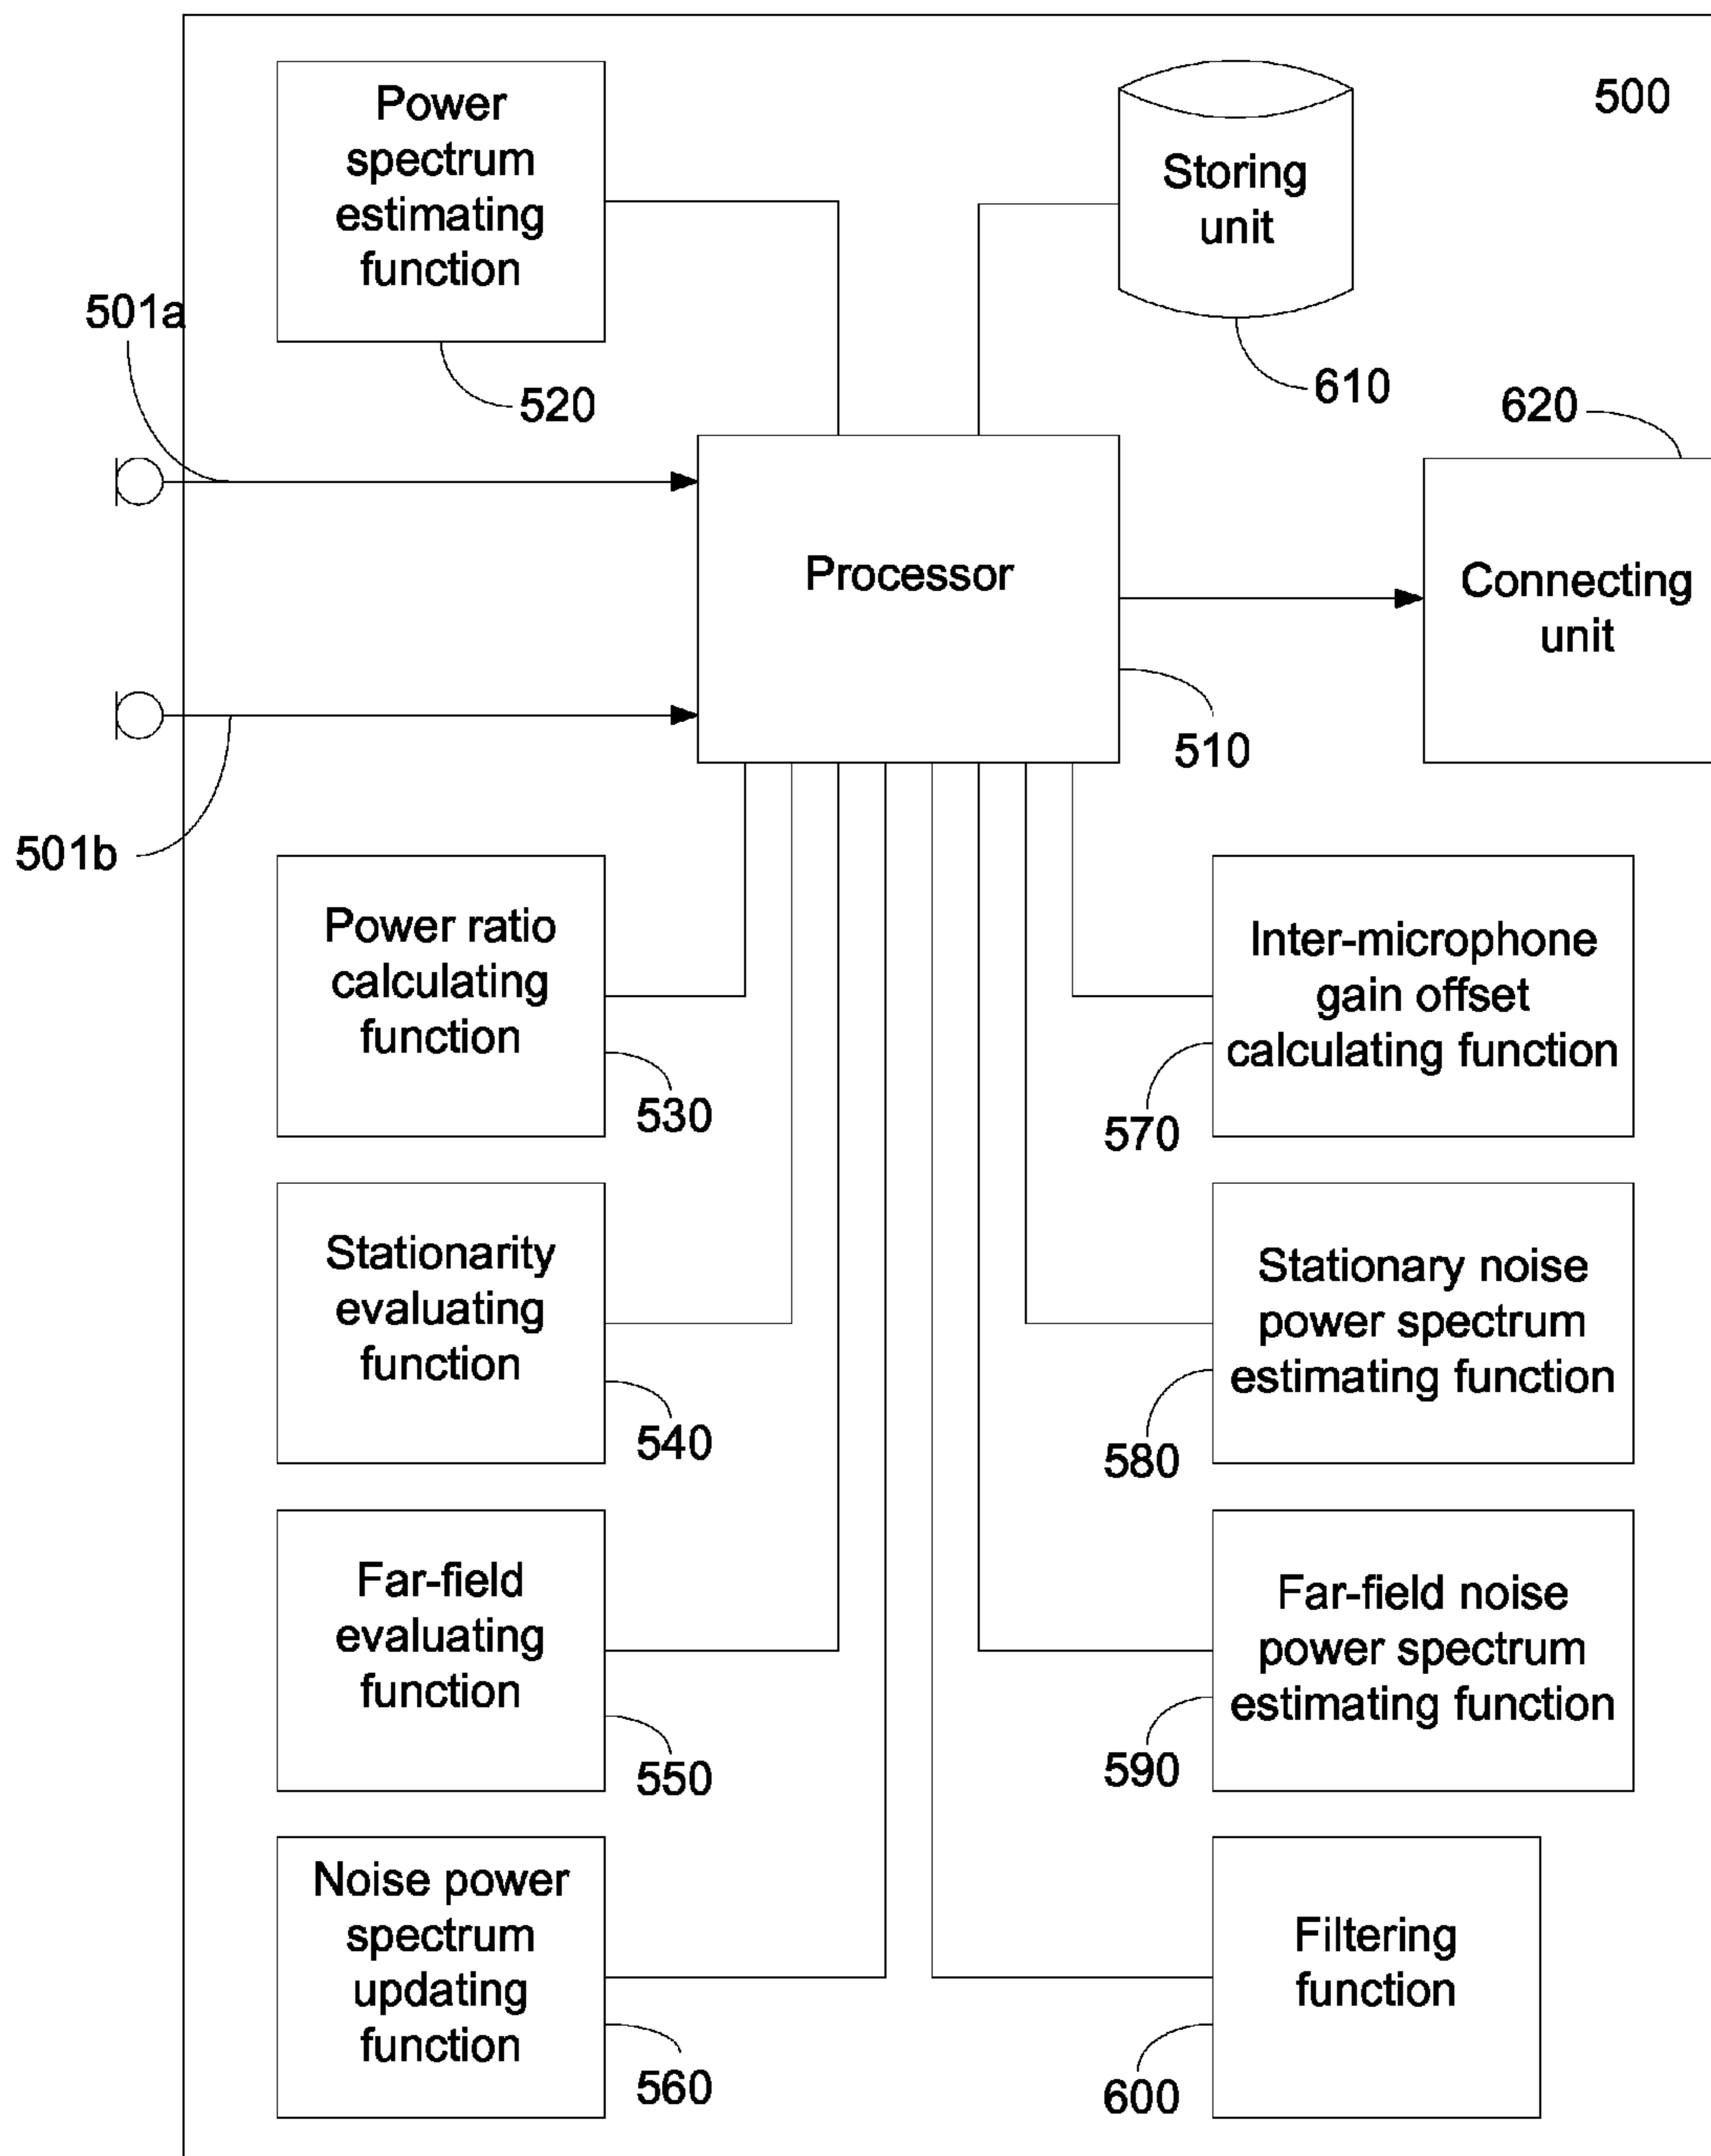 500
Power
spectrum
estimating
function
520
Storing
unit
610
501a
620
Processor
510
Connecting
unit
501b
Power ratio
calculating
function
530
Inter-microphone
gain offset
calculating function
570
Stationarity
evaluating
function
540
Stationary noise
power spectrum
estimating function
580
Far-field
evaluating
function
550
Far-field noise
power spectrum
estimating function
590
Noise power
spectrum
updating
function
560
Filtering
function
600